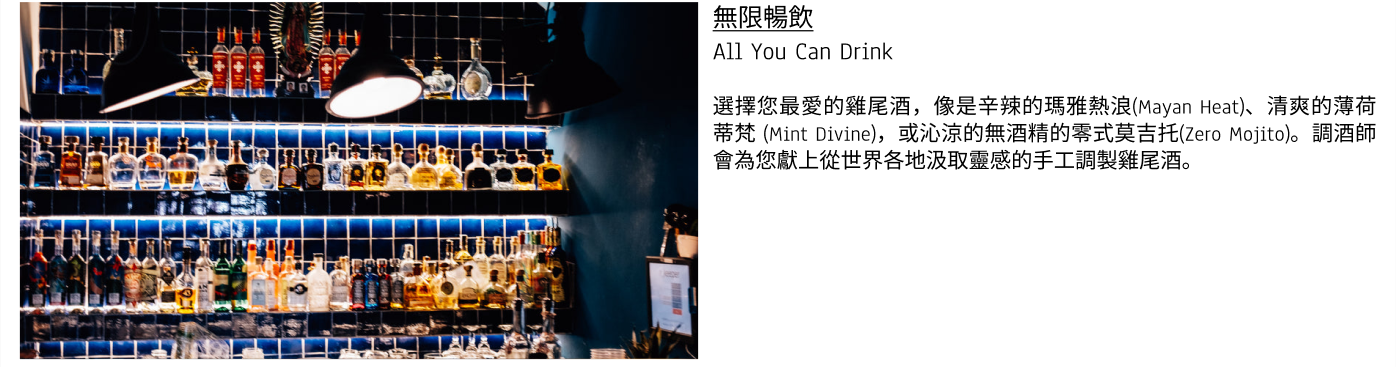 無限暢飲
All You Can Drink
選擇您最愛的雞尾酒，像是辛辣的瑪雅熱浪(Mayan Heat)、清爽的薄荷
蒂梵 (Mint Divine)，或沁涼的無酒精的零式莫吉托(Zero Mojito)。調酒師
會為您獻上從世界各地汲取靈感的手工調製雞尾酒。